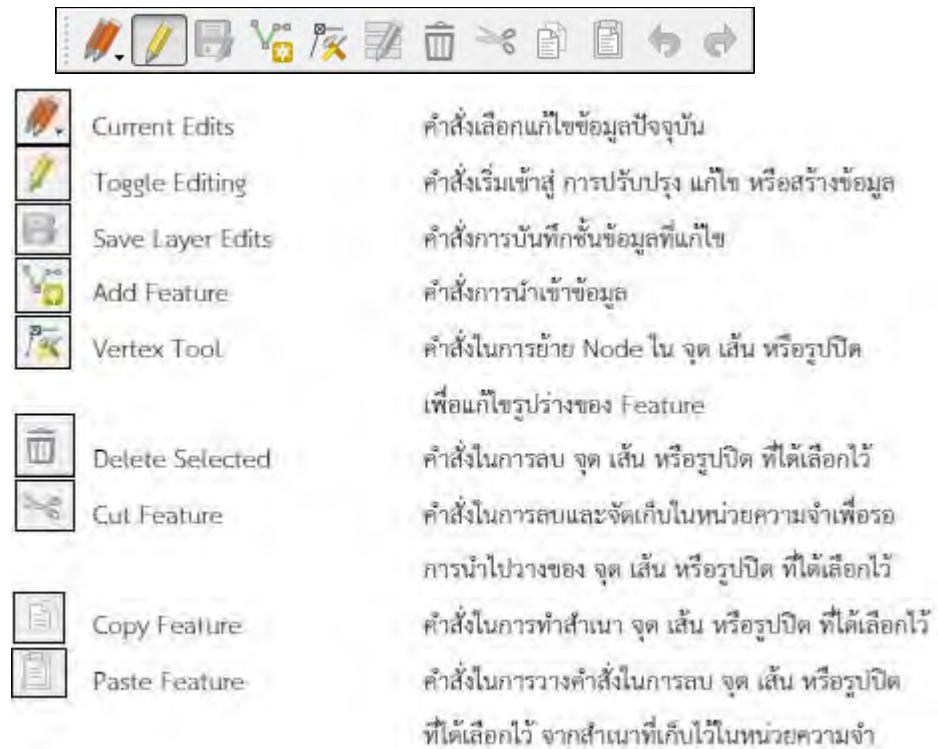 Current Edits คำสั่งเลือกแก้ไขข้อมูลปัจจุบัน
Toggle Editing คำสั่งเริ่มเข้าสู่ การปรับปรุง แก้ไข หรือสร้างข้อมูล
Save Layer Edits คำสั่งการบันทึกชั้นข้อมูลที่แก้ไข
Add Feature คำสั่งการนำเข้าข้อมูล
Vertex Tool คำสั่งในการย้าย Node ใน จุด เส้น หรือรูปปิด
เพื่อแก้ไขรูปร่างของ Feature
Delete Selected คำสั่งในการลบ จุด เส้น หรือรูปปิด ที่ได้เลือกไว้
Cut Feature คำสั่งในการลบและจัดเก็บในหน่วยความจำเพื่อรอ
การนำไปวางของ จุด เส้น หรือรูปปิด ที่ได้เลือกไว้
Copy Feature คำสั่งในการทำสำเนา จุด เส้น หรือรูปปิด ที่ได้เลือกไว้
Paste Feature คำสั่งในการวางคำสั่งในการลบ จุด เส้น หรือรูปปิด
ที่ได้เลือกไว้ จากสำเนาที่เก็บไว้ในหน่วยความจำ